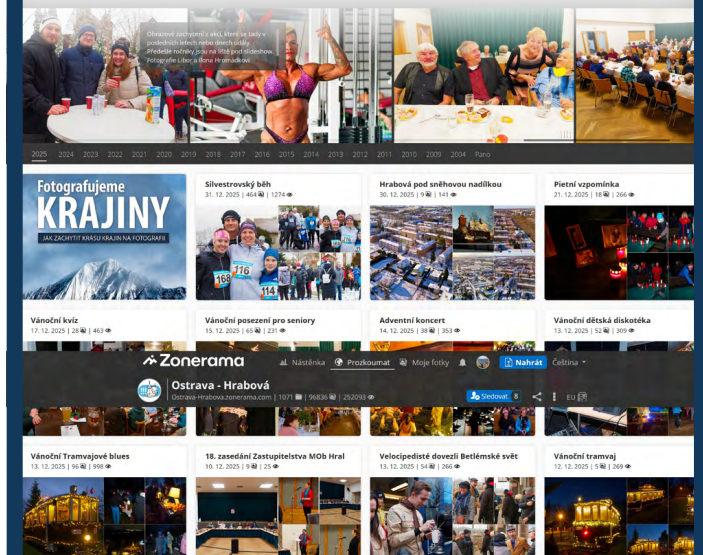 Obrazové zachycení z akcí, které se tady v
posledních letech nebo dnech udály.
Předešlé ročníky jsou na liště pod slideshow.
Fotografie Libor a Ilona Hromádkovi
2025 2024 2023 2022 2021 2020 2019 2018 2017 2016 2015 2014 2013 2012 2011 2010 2009 2004 Pano
Fotografujeme
KRAJINY
JAK ZACHYTIT KRÁSU KRAJIN NA FOTOGRAFII
Silvestrovský běh
31. 12. 2025 | 464 | 1274
168
116
114
Hrabová pod sněhovou nadílkou
30. 12. 2025 | 9 | 141
Pietní vzpomínka
21. 12. 2025 | 18 | 266
Vánoční kvíz
17. 12. 2025 | 28 | 463
Vánoční posezení pro seniory
15. 12. 2025 | 65 | 231
Adventní koncert
14. 12. 2025 | 38 | 353
Vánoční dětská diskotéka
13. 12. 2025 | 52 | 309
Zonerama
Nástěnka Prozkoumat Moje fotky Nahrát Čeština
Ostrava - Hrabová
Ostrava-Hrabova.zonerama.com | 1071 | 96836 | 252093
Sledovat 8 EU
Vánoční Tramvajové blues
13. 12. 2025 | 96 | 998
18. zasedání Zastupitelstva MOb Hral
10. 12. 2025 | 9 | 25
Velocipedisté dovezli Betlémské svět
13. 12. 2025 | 54 | 266
Vánoční tramvaj
12. 12. 2025 | 5 | 269